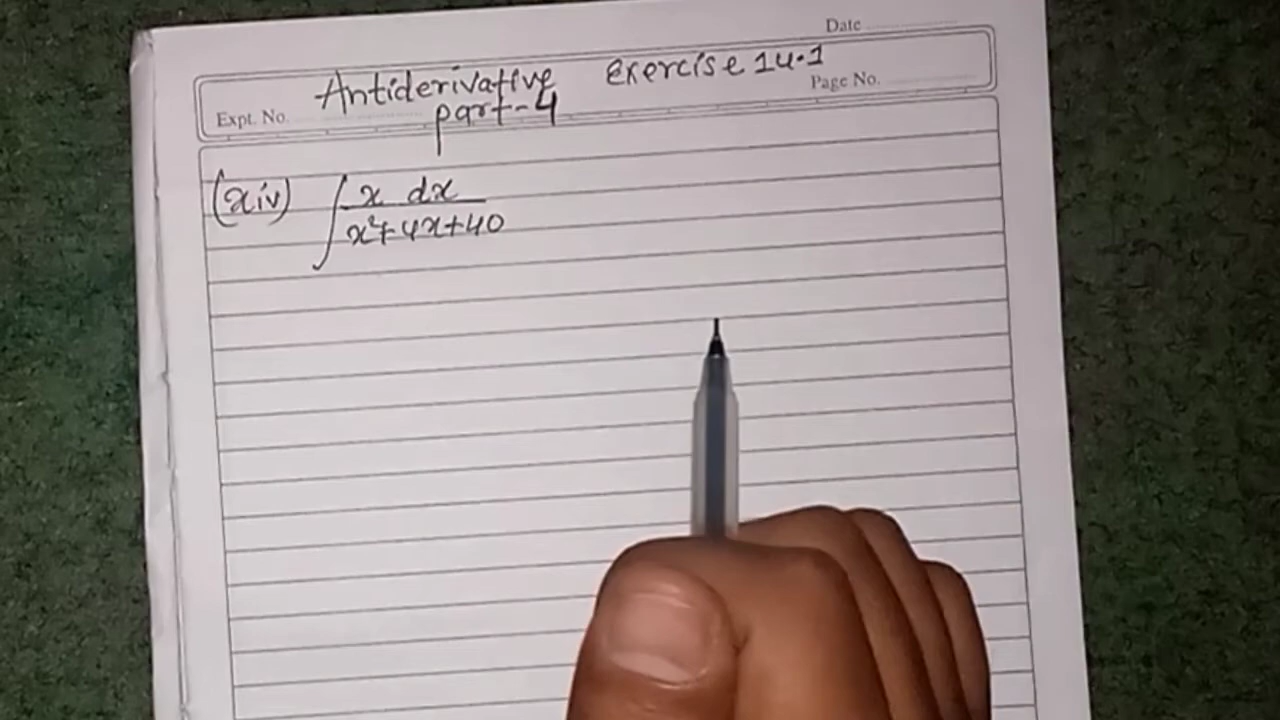 Date
Antiderivative Exercise 14.1
Expt. No. part-4 Page No.
(xiv) ∫ x dx
x²+4x+40